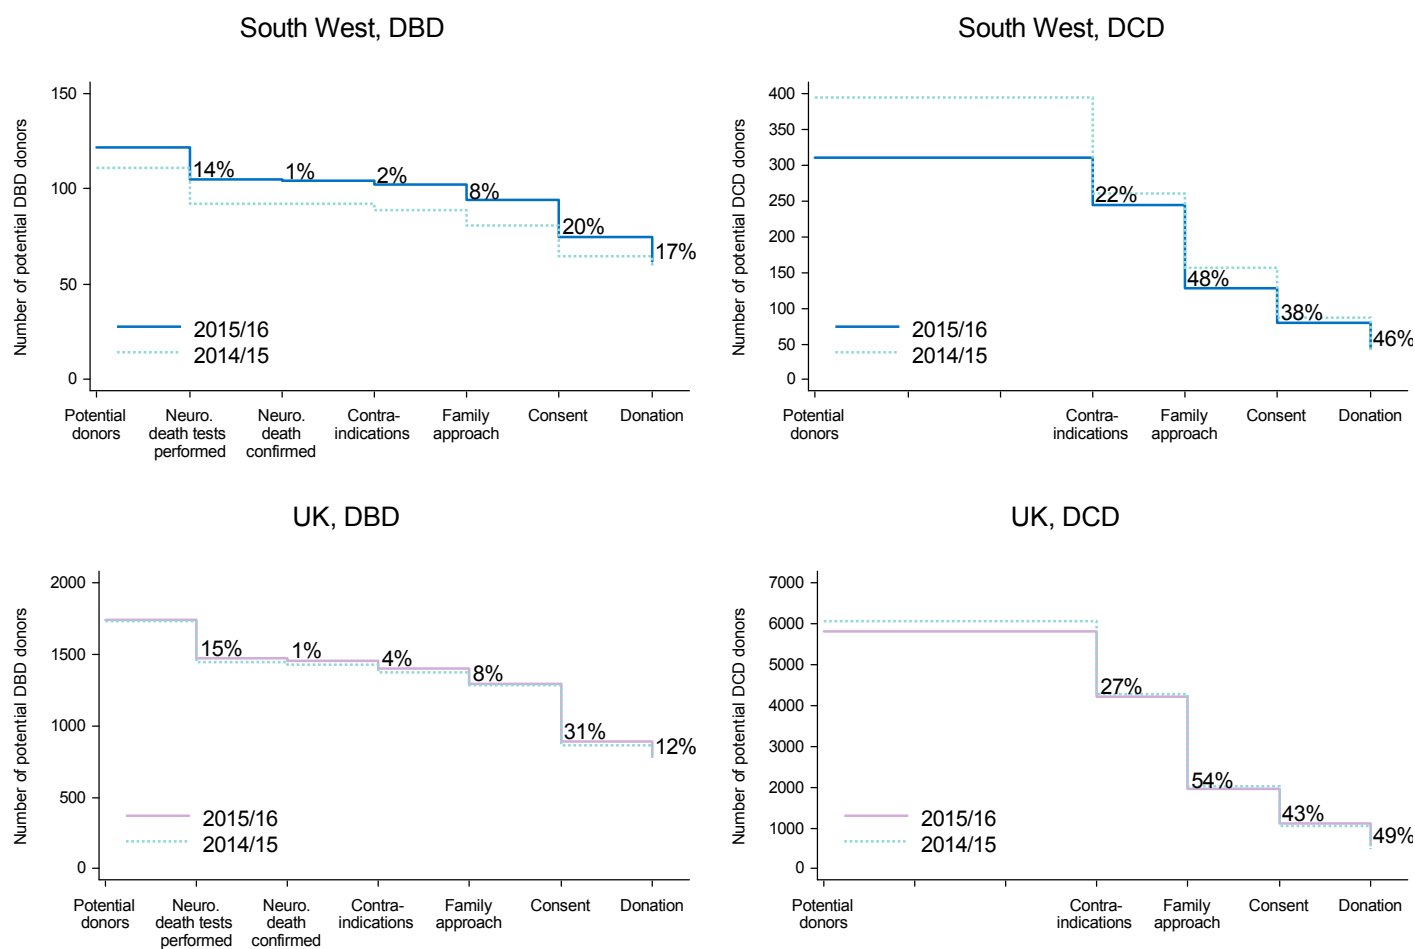 South West, DBD
Number of potential DBD donors
150
100
50
0
14%
1%
2%
8%
20%
17%
2015/16
2014/15
Potential
donors
Neuro.
death tests
performed
Neuro.
death
confirmed
Contra-
indications
Family
approach
Consent
Donation
South West, DCD
Number of potential DCD donors
400
350
300
250
200
150
100
50
0
22%
48%
38%
46%
2015/16
2014/15
Potential
donors
Contra-
indications
Family
approach
Consent
Donation
UK, DBD
Number of potential DBD donors
2000
1500
1000
500
0
15%
1%
4%
8%
31%
12%
2015/16
2014/15
Potential
donors
Neuro.
death tests
performed
Neuro.
death
confirmed
Contra-
indications
Family
approach
Consent
Donation
UK, DCD
Number of potential DCD donors
7000
6000
5000
4000
3000
2000
1000
0
27%
54%
43%
49%
2015/16
2014/15
Potential
donors
Contra-
indications
Family
approach
Consent
Donation